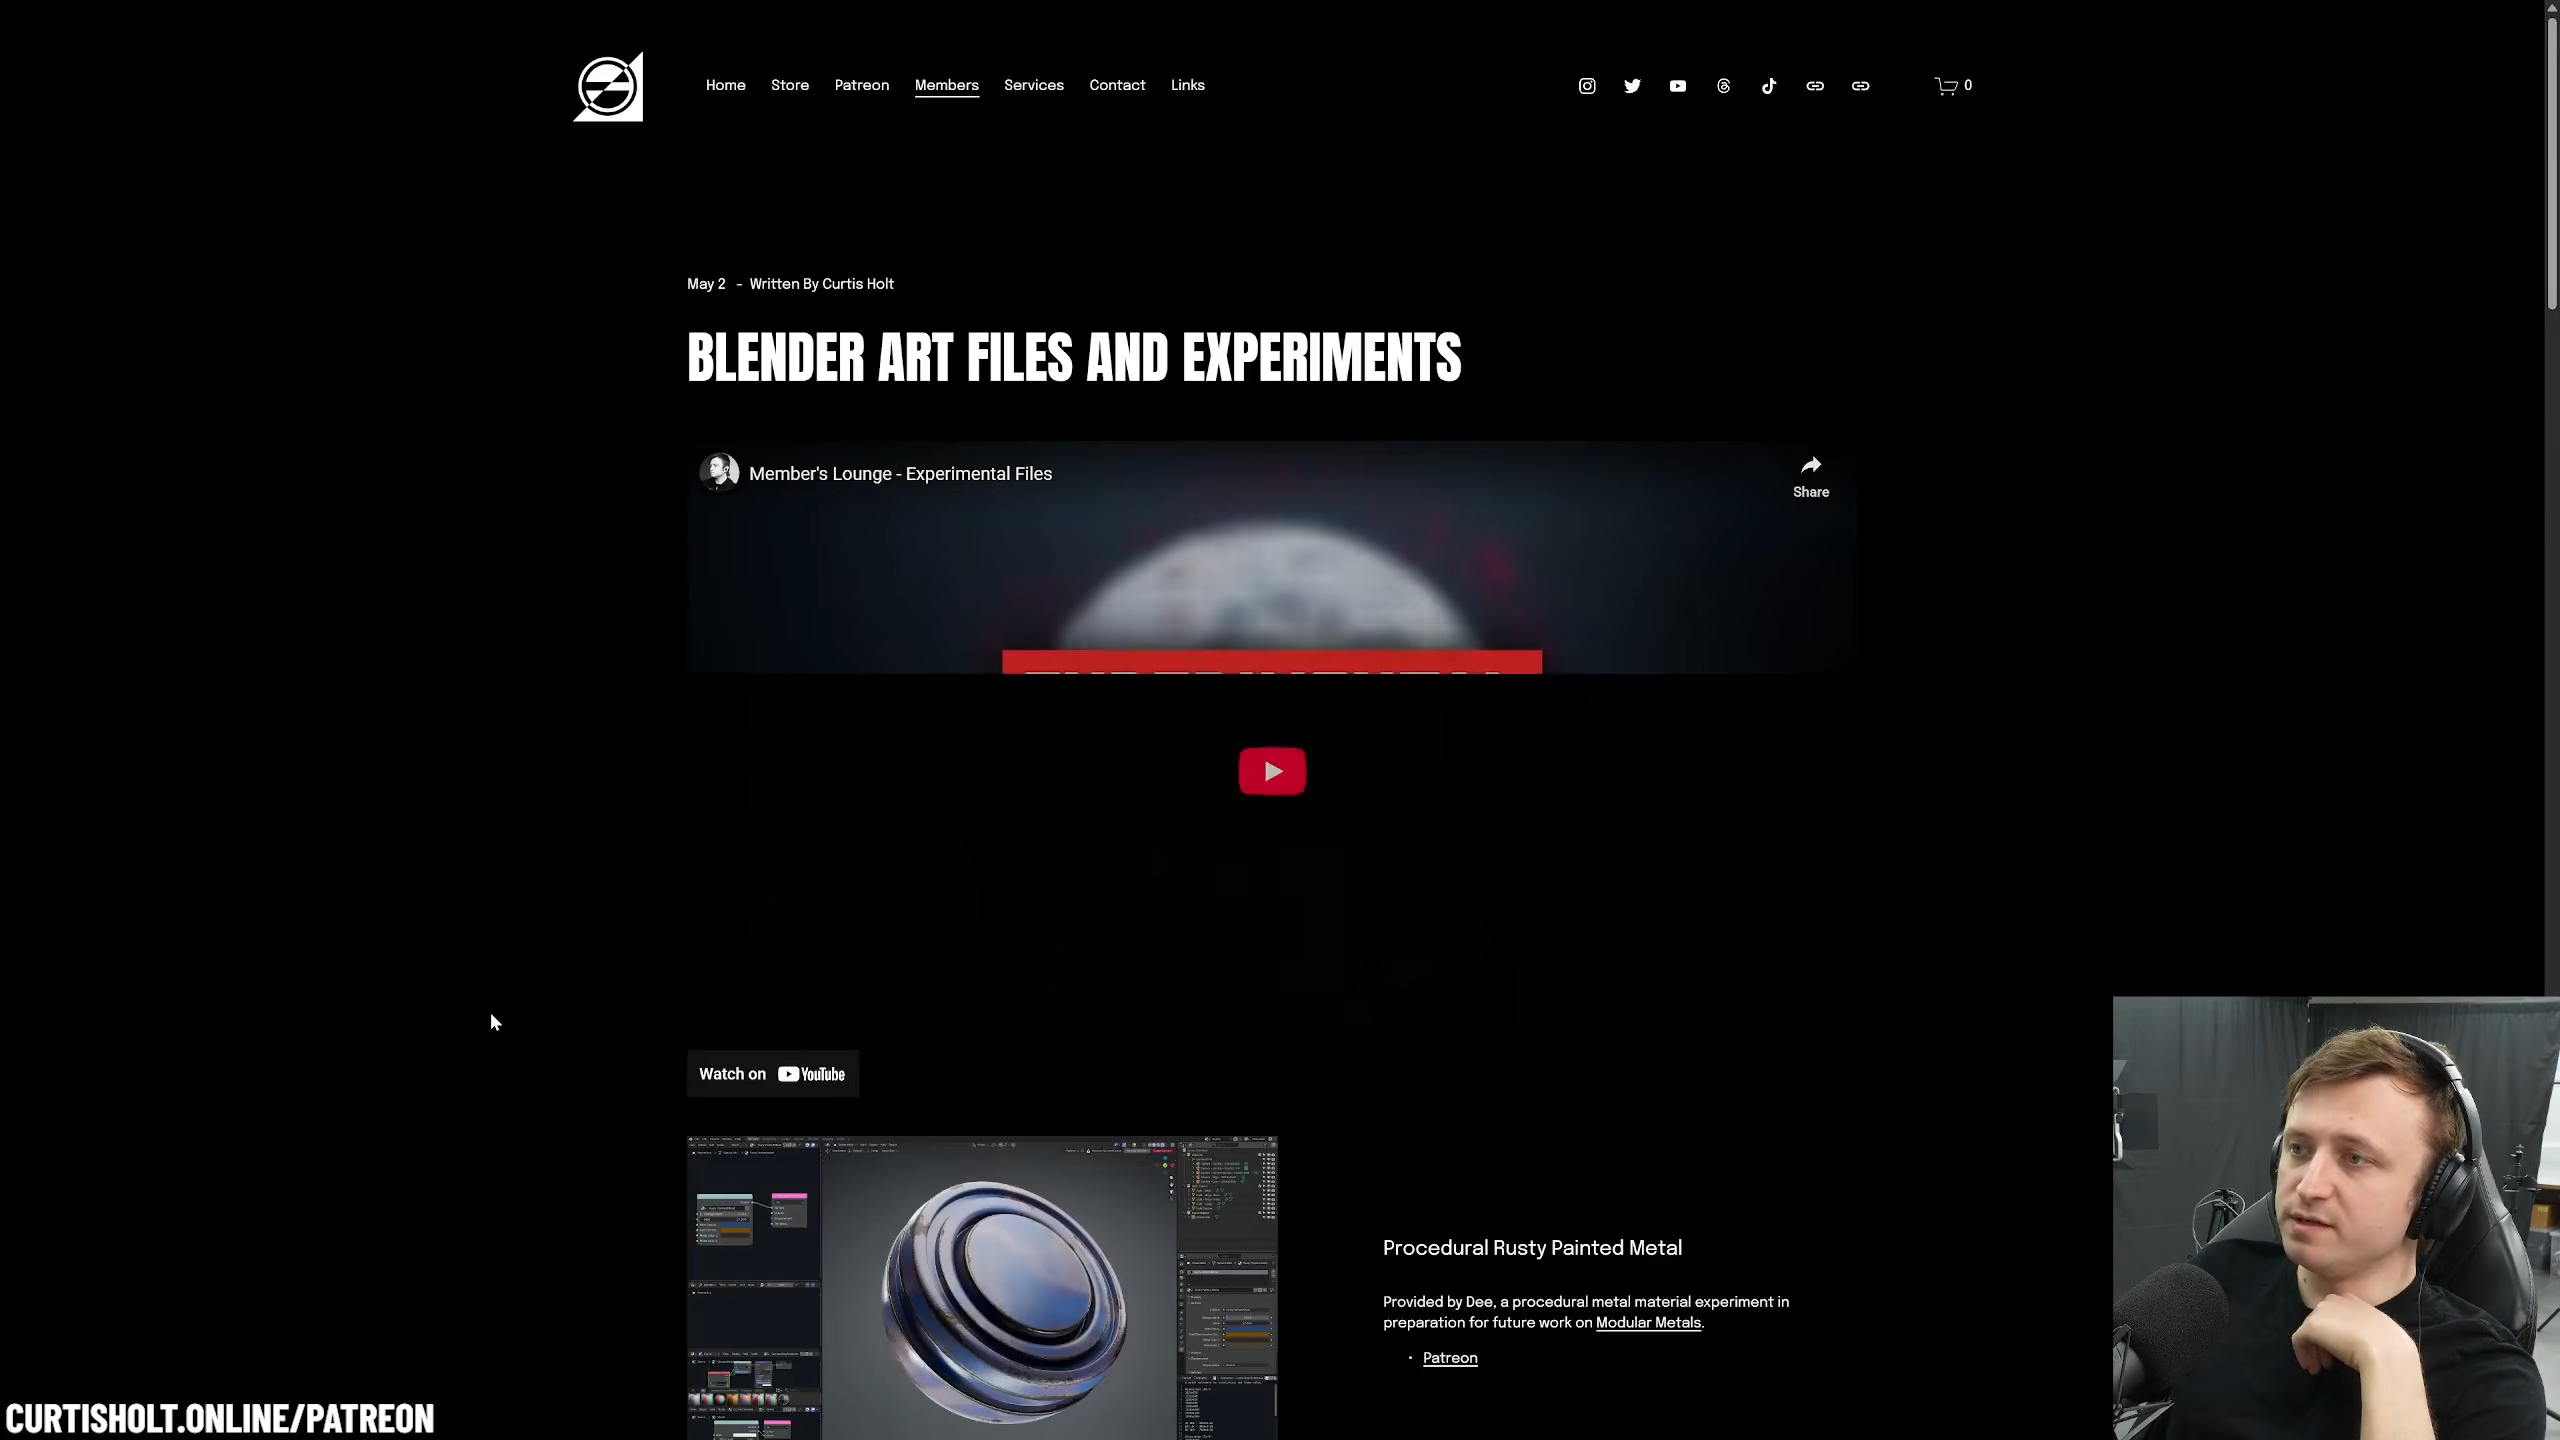 Home Store Patreon Members Services Contact Links 0
May 2 - Written By Curtis Holt
BLENDER ART FILES AND EXPERIMENTS
Member's Lounge - Experimental Files
Share
Watch on YouTube
Procedural Rusty Painted Metal
Provided by Dee, a procedural metal material experiment in
preparation for future work on Modular Metals.
• Patreon
CURTISHOLT.ONLINE/PATREON